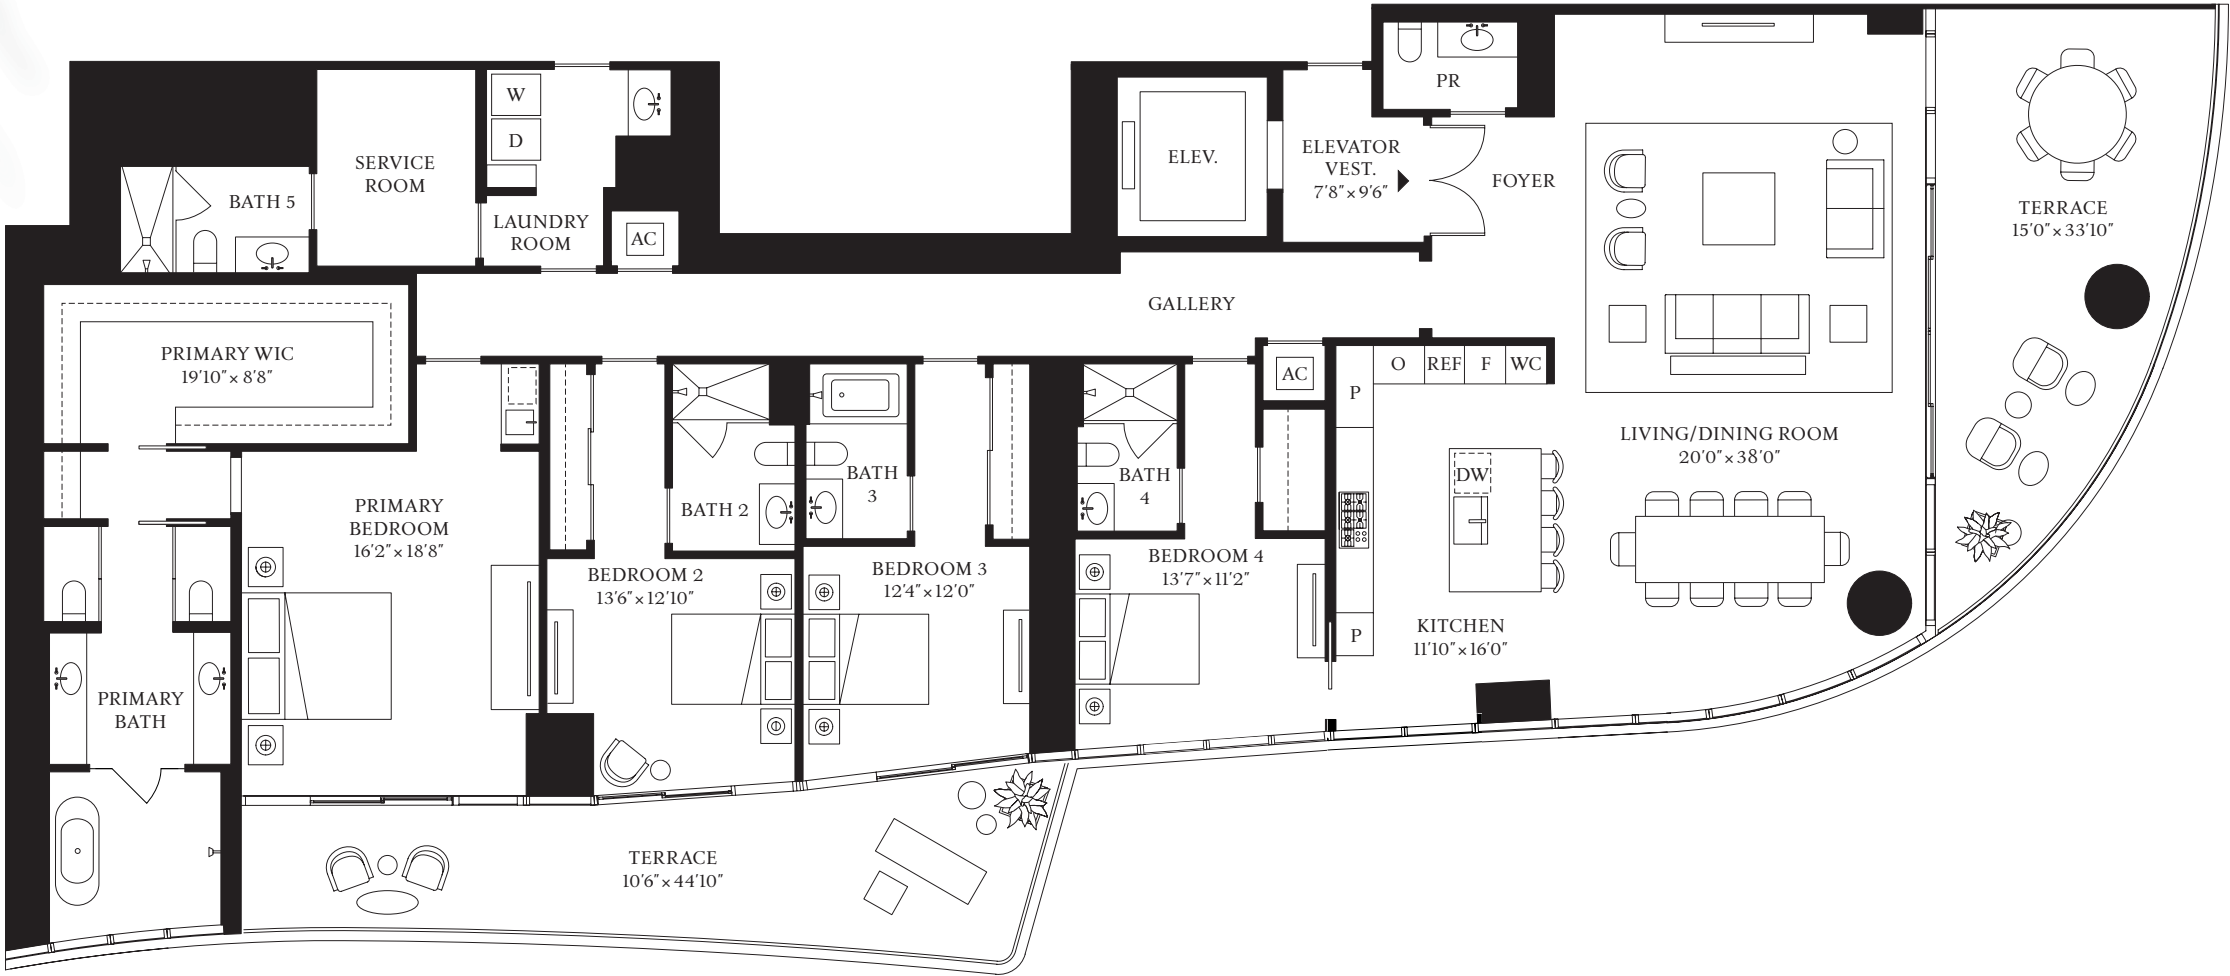 PR
W
D
SERVICE
ROOM
ELEV.
ELEVATOR
VEST.
7'8"×9'6"
FOYER
BATH 5
LAUNDRY
ROOM
AC
TERRACE
15'0"×33'10"
GALLERY
PRIMARY WIC
19'10"×8'8"
AC
P
O
REF
F
WC
LIVING/DINING ROOM
20'0"×38'0"
DW
PRIMARY
BEDROOM
16'2"×18'8"
BATH 2
BATH
3
BATH
4
BEDROOM 2
13'6"×12'10"
BEDROOM 3
12'4"×12'0"
BEDROOM 4
13'7"×11'2"
P
KITCHEN
11'10"×16'0"
PRIMARY
BATH
TERRACE
10'6"×44'10"